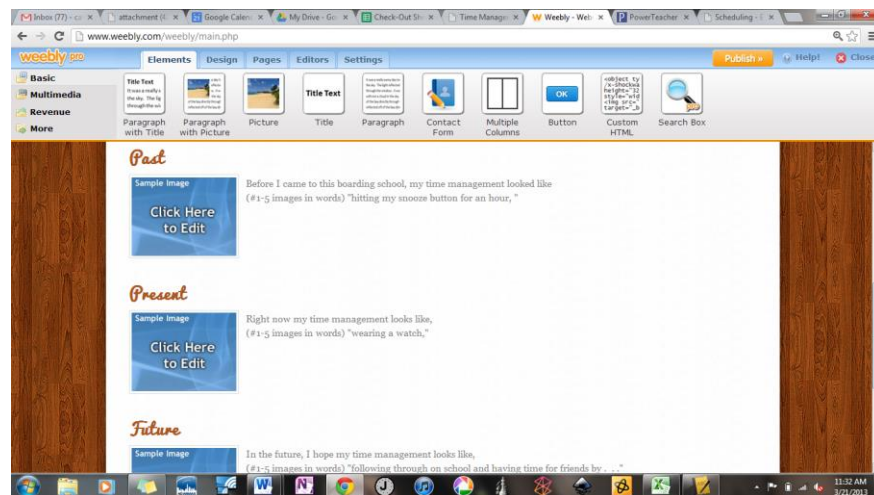 Inbox (77) - ca
attachment (
Google Calen
My Drive - Go
Check-Out Sh
Time Manage
Weebly - Web
PowerTeacher
Scheduling -
www.weebly.com/weebly/main.php
weebly pro
Elements Design Pages Editors Settings
Publish » Help! Close
Basic
Multimedia
Revenue
More
Title Text
Title Text
OK
Paragraph with Title
Paragraph with Picture
Picture
Title
Paragraph
Contact Form
Multiple Columns
Button
Custom HTML
Search Box
Past
Sample Image
Click Here
to Edit
Before I came to this boarding school, my time management looked like
(#1-5 images in words) "hitting my snooze button for an hour, "
Present
Sample Image
Click Here
to Edit
Right now my time management looks like,
(#1-5 images in words) "wearing a watch,"
Future
Sample Image
In the future, I hope my time management looks like,
(#1-5 images in words) "following through on school and having time for friends by . . ."
11:32 AM
3/21/2013